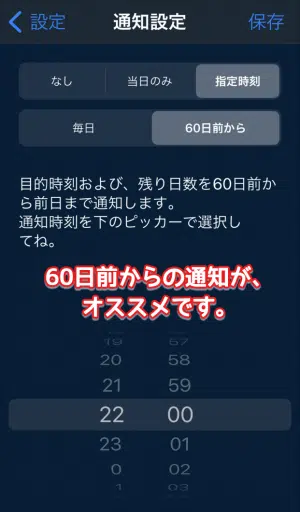 設定
通知設定
保存
なし
当日のみ
指定時刻
毎日
60日前から
目的時刻および、残り日数を60日前か
ら前日まで通知します。
通知時刻を下のピッカーで選択し
てね。
60日前からの通知が、
オススメです。
19 57
20 58
21 59
22 00
23 01
0 02
1 03